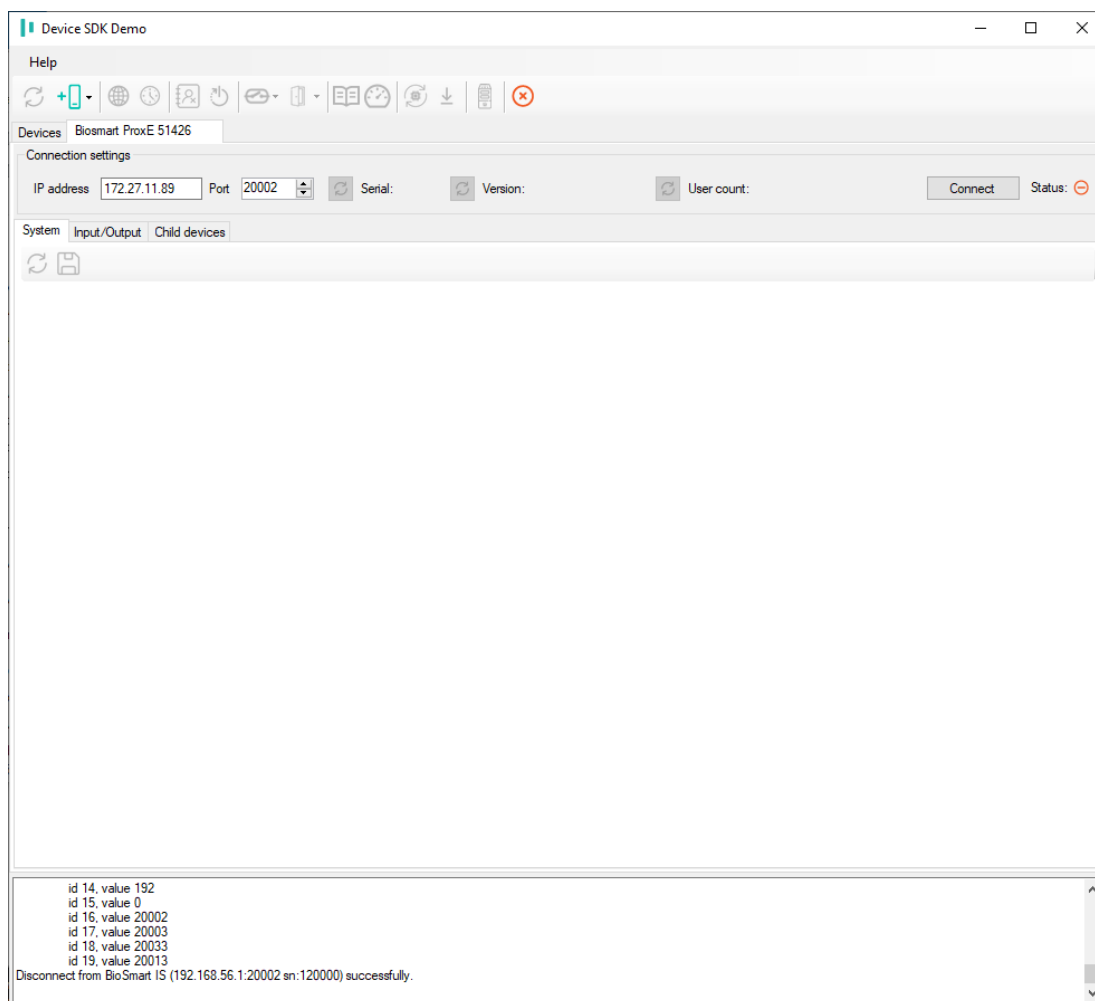 Device SDK Demo
Help
Devices Biosmart ProxE 51426
Connection settings
IP address 172.27.11.89 Port 20002 Serial: Version: User count: Connect Status:
System Input/Output Child devices
id 14, value 192
id 15, value 0
id 16, value 20002
id 17, value 20003
id 18, value 20033
id 19, value 20013
Disconnect from BioSmart IS (192.168.56.1:20002 sn:120000) successfully.